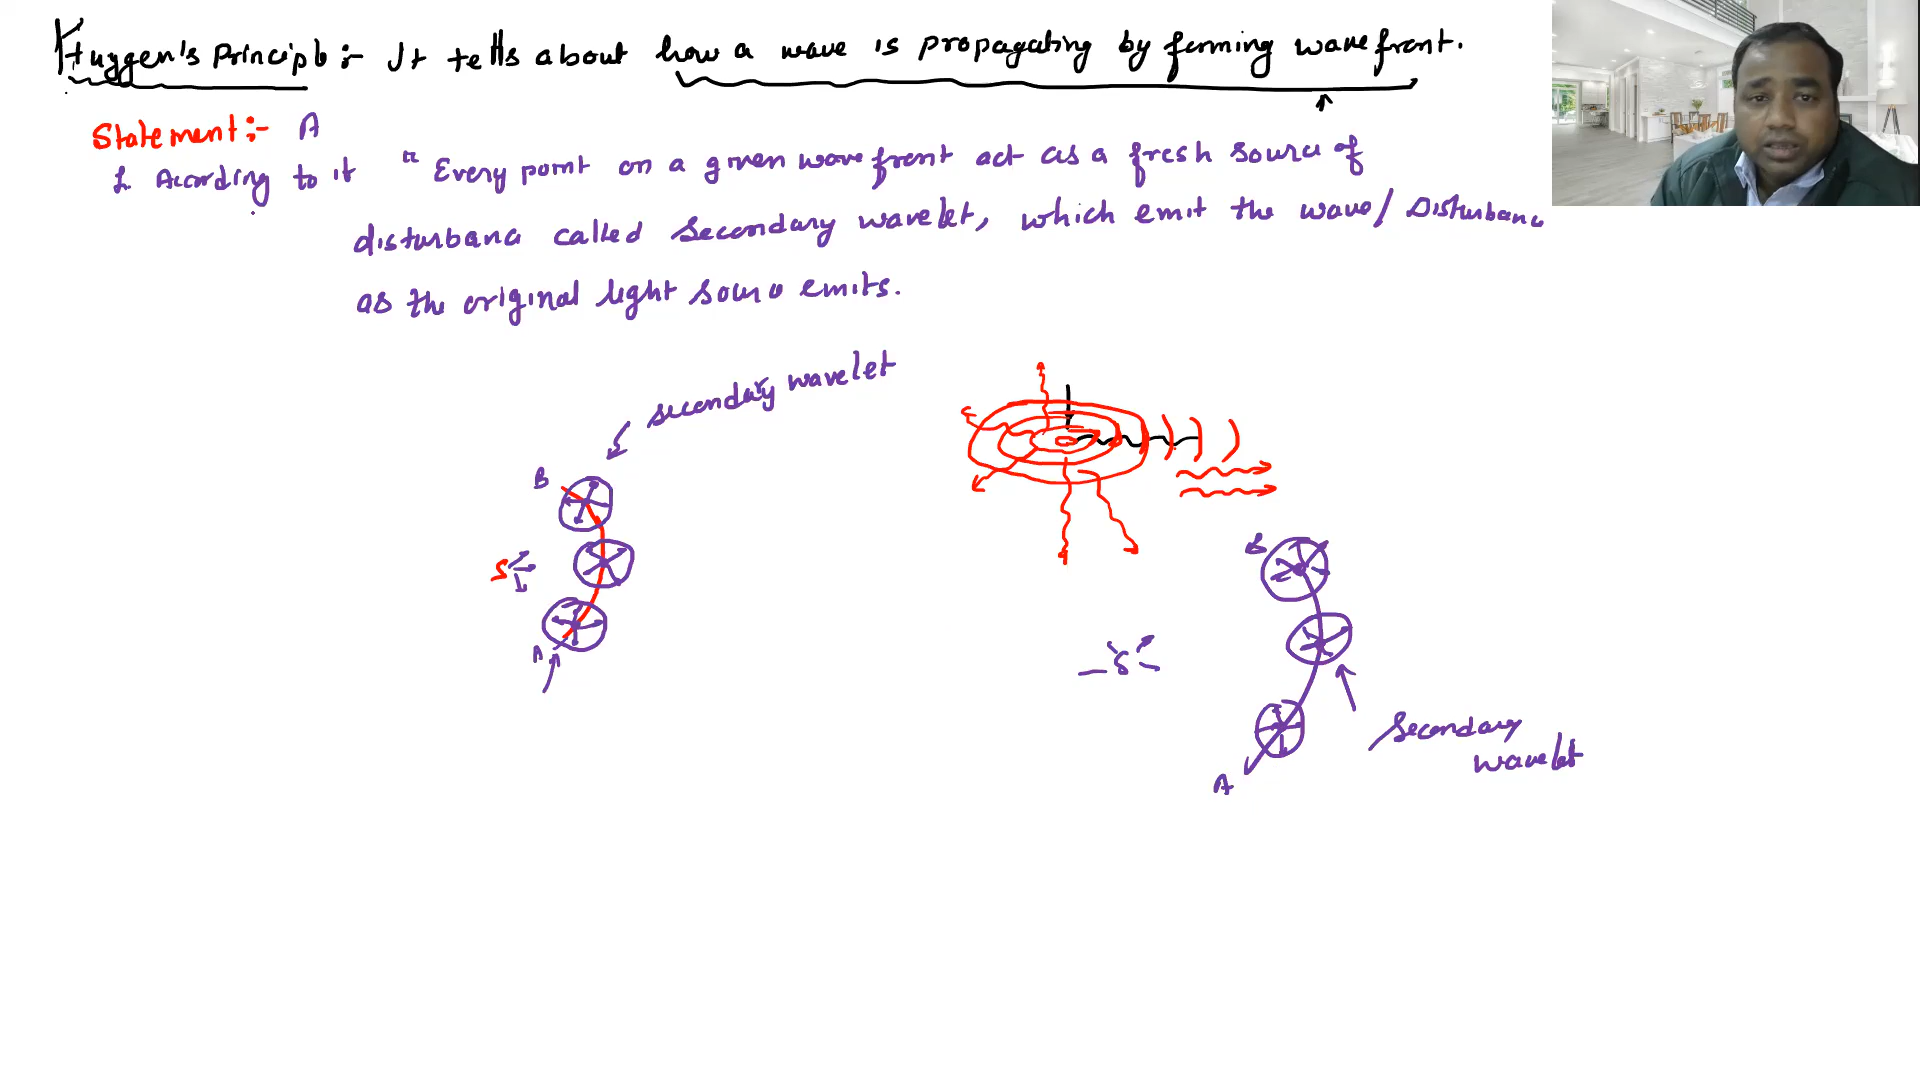 Huygen's Principle:- It tells about how a wave is propagating by forming wavefront.
Statement:- A
1. According to it "Every point on a given wavefront act as a fresh source of
disturbance called secondary wavelet, which emit the wave/Disturbance
as the original light source emits.
secondary wavelet
B
S
A
B
S
secondary
wavelet
A